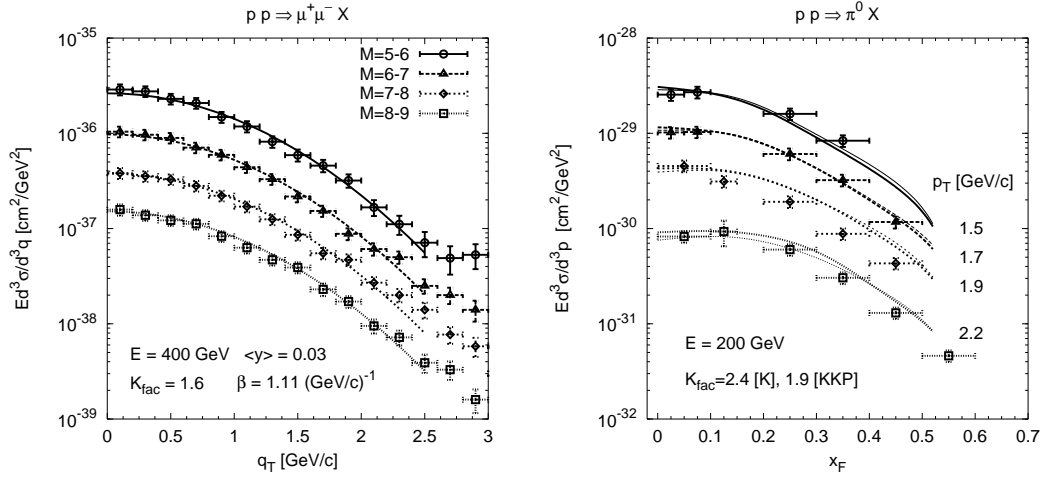 p p ⇒ μ⁺μ⁻ X
Ed³σ/d³q [cm²/GeV²]
10⁻³⁵
10⁻³⁶
10⁻³⁷
10⁻³⁸
10⁻³⁹
M=5-6
M=6-7
M=7-8
M=8-9
E = 400 GeV <y> = 0.03
K_fac = 1.6 β = 1.11 (GeV/c)⁻¹
0 0.5 1 1.5 2 2.5 3
q_T [GeV/c]
p p ⇒ π⁰ X
Ed³σ/d³p [cm²/GeV²]
10⁻²⁸
10⁻²⁹
10⁻³⁰
10⁻³¹
10⁻³²
p_T [GeV/c]
1.5
1.7
1.9
2.2
E = 200 GeV
K_fac=2.4 [K], 1.9 [KKP]
0 0.1 0.2 0.3 0.4 0.5 0.6 0.7
x_F